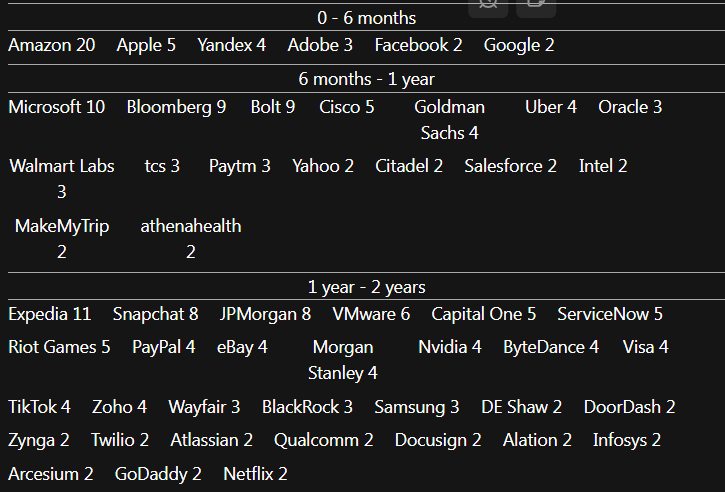 0 - 6 months
Amazon 20 Apple 5 Yandex 4 Adobe 3 Facebook 2 Google 2
6 months - 1 year
Microsoft 10 Bloomberg 9 Bolt 9 Cisco 5 Goldman Sachs 4 Uber 4 Oracle 3
Walmart Labs 3 tcs 3 Paytm 3 Yahoo 2 Citadel 2 Salesforce 2 Intel 2
MakeMyTrip 2 athenahealth 2
1 year - 2 years
Expedia 11 Snapchat 8 JPMorgan 8 VMware 6 Capital One 5 ServiceNow 5
Riot Games 5 PayPal 4 eBay 4 Morgan Stanley 4 Nvidia 4 ByteDance 4 Visa 4
TikTok 4 Zoho 4 Wayfair 3 BlackRock 3 Samsung 3 DE Shaw 2 DoorDash 2
Zynga 2 Twilio 2 Atlassian 2 Qualcomm 2 Docusign 2 Alation 2 Infosys 2
Arcesium 2 GoDaddy 2 Netflix 2